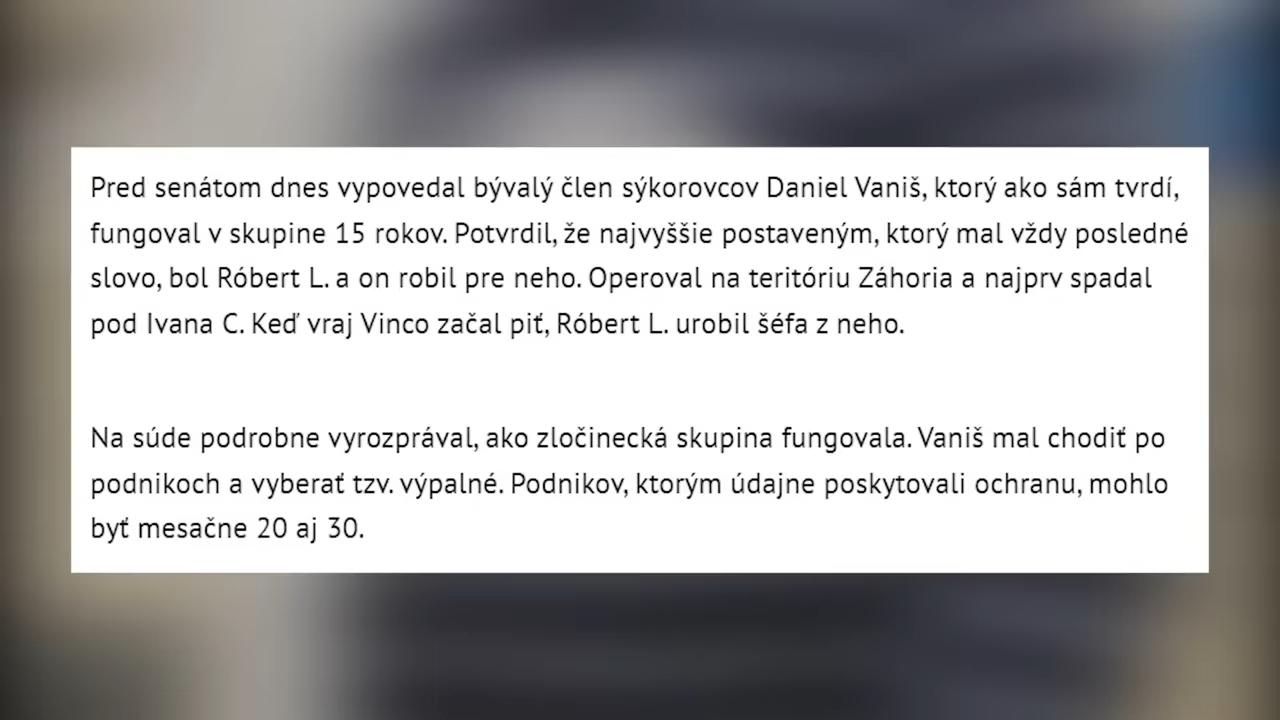 Pred senátom dnes vypovedal bývalý člen sýkorovcov Daniel Vaniš, ktorý ako sám tvrdí,
fungoval v skupine 15 rokov. Potvrdil, že najvyššie postaveným, ktorý mal vždy posledné
slovo, bol Róbert L. a on robil pre neho. Operoval na teritóriu Záhoria a najprv spadal
pod Ivana C. Keď vraj Vinco začal piť, Róbert L. urobil šéfa z neho.
Na súde podrobne vyrozprával, ako zločinecká skupina fungovala. Vaniš mal chodiť po
podnikoch a vyberať tzv. výpalné. Podnikov, ktorým údajne poskytovali ochranu, mohlo
byť mesačne 20 aj 30.